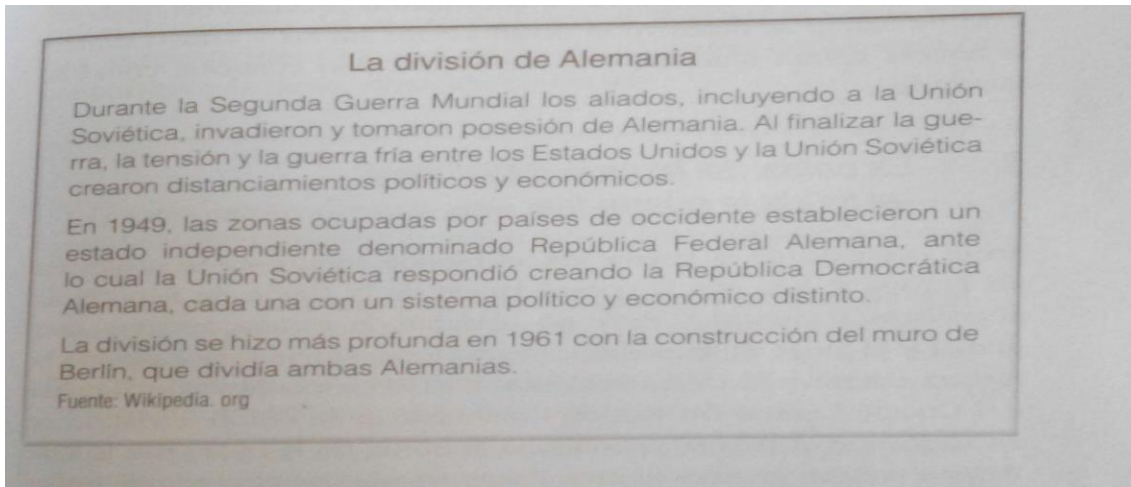 La división de Alemania
Durante la Segunda Guerra Mundial los aliados, incluyendo a la Unión
Soviética, invadieron y tomaron posesión de Alemania. Al finalizar la gue-
rra, la tensión y la guerra fría entre los Estados Unidos y la Unión Soviética
crearon distanciamientos políticos y económicos.
En 1949, las zonas ocupadas por países de occidente establecieron un
estado independiente denominado República Federal Alemana, ante
lo cual la Unión Soviética respondió creando la República Democrática
Alemana, cada una con un sistema político y económico distinto.
La división se hizo más profunda en 1961 con la construcción del muro de
Berlín, que dividía ambas Alemanias.
Fuente: Wikipedia. org